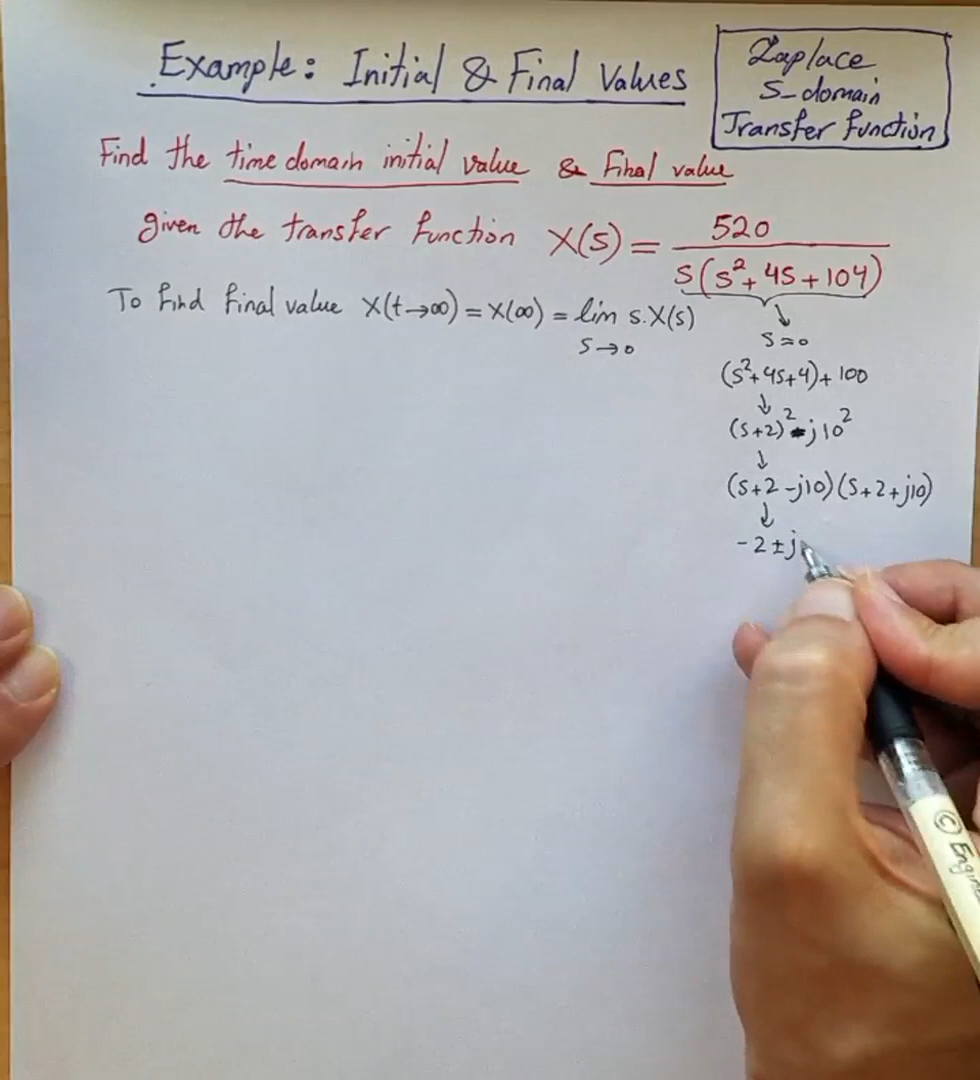 Example: Initial & Final Values
Laplace
S-domain
Transfer function
Find the time domain initial value & Final value
given the transfer function X(S) = 520 / S(S²+4S+104)
To find final value X(t→∞) = X(∞) = lim S.X(S)
S→0
S=0
(S²+4S+4)+100
↓
(S+2)² - j10²
↓
(S+2-j10)(S+2+j10)
↓
-2±j
© Engine